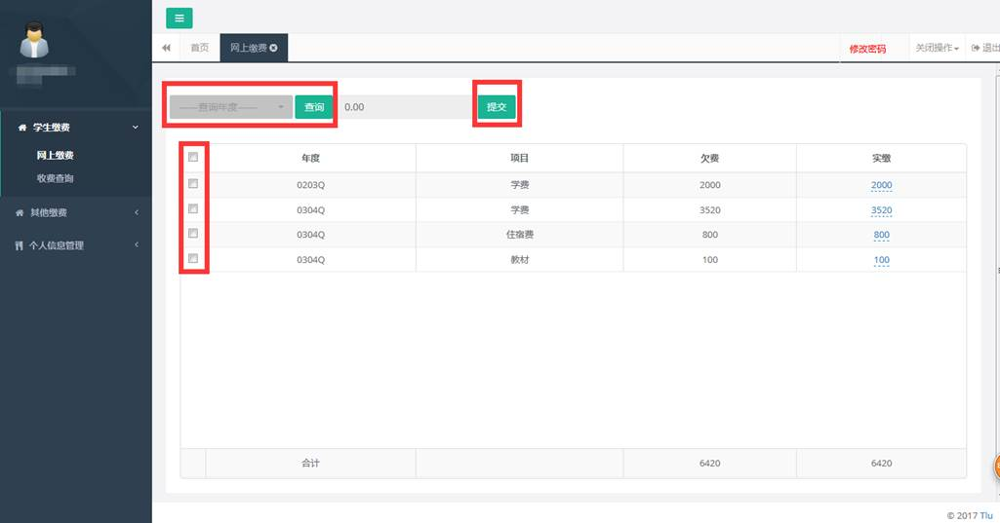 首页
网上缴费
修改密码
关闭操作
退出
学生缴费
网上缴费
收费查询
其他缴费
个人信息管理
——查询年度—— 查询 0.00 提交
年度 项目 欠费 实缴
0203Q 学费 2000 2000
0304Q 学费 3520 3520
0304Q 住宿费 800 800
0304Q 教材 100 100
合计 6420 6420
© 2017 Tlu